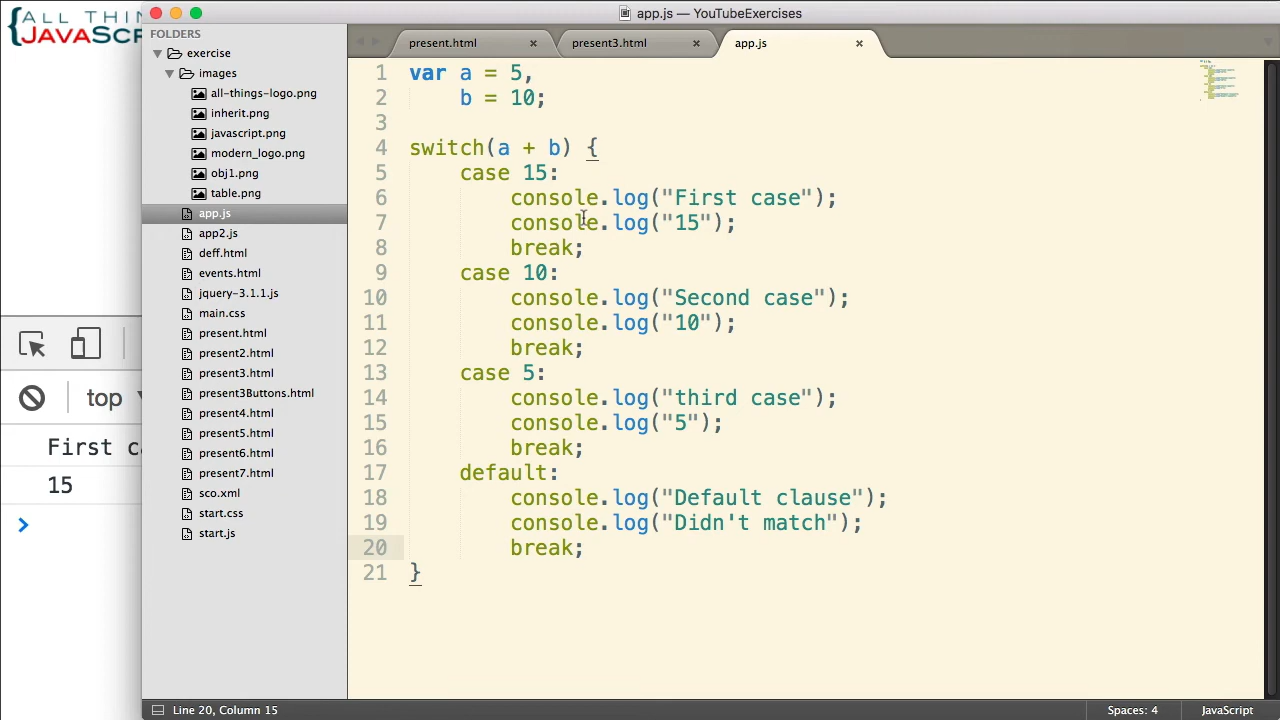 {ALL THIN
JAVASCR
app.js — YouTubeExercises
FOLDERS
exercise
images
all-things-logo.png
inherit.png
javascript.png
modern_logo.png
obj1.png
table.png
app.js
app2.js
deff.html
events.html
jquery-3.1.1.js
main.css
present.html
present2.html
present3.html
present3Buttons.html
present4.html
present5.html
present6.html
present7.html
sco.xml
start.css
start.js
present.html ×
present3.html ×
app.js ×
1 var a = 5,
2 b = 10;
3
4 switch(a + b) {
5 case 15:
6 console.log("First case");
7 console.log("15");
8 break;
9 case 10:
10 console.log("Second case");
11 console.log("10");
12 break;
13 case 5:
14 console.log("third case");
15 console.log("5");
16 break;
17 default:
18 console.log("Default clause");
19 console.log("Didn't match");
20 break;
21 }
top
First c
15
Line 20, Column 15
Spaces: 4
JavaScript